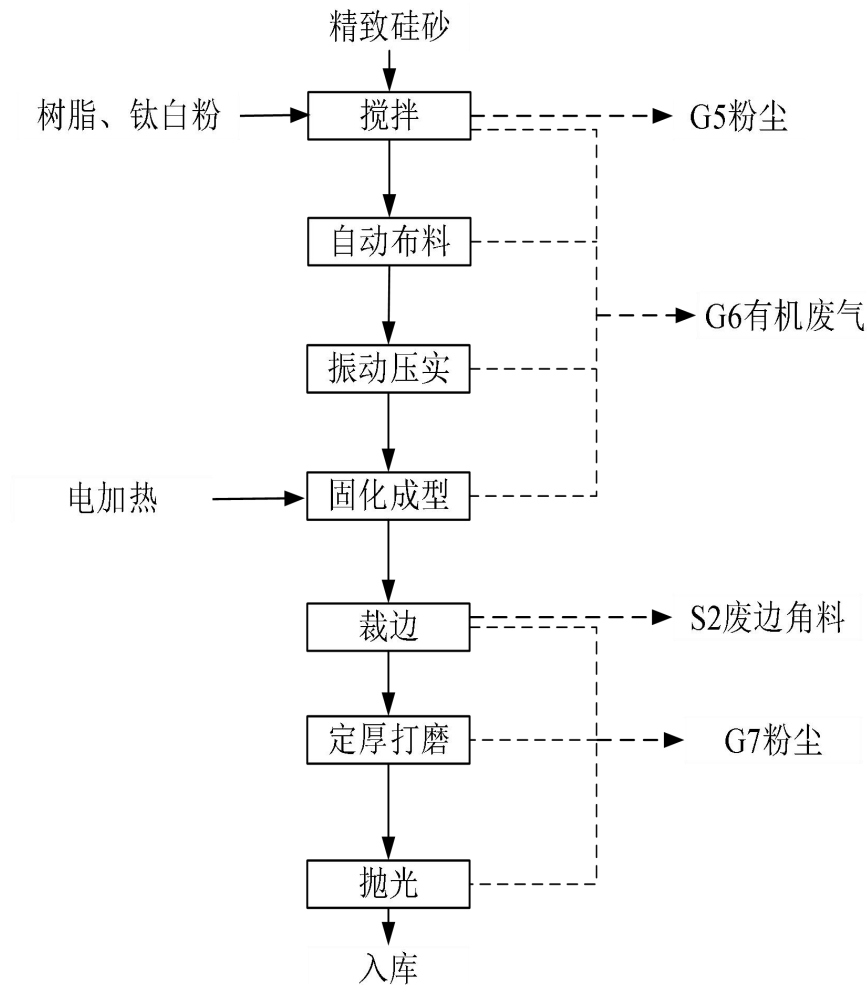 精致硅砂
树脂、钛白粉
搅拌
G5粉尘
自动布料
G6有机废气
振动压实
电加热
固化成型
裁边
S2废边角料
定厚打磨
G7粉尘
抛光
入库